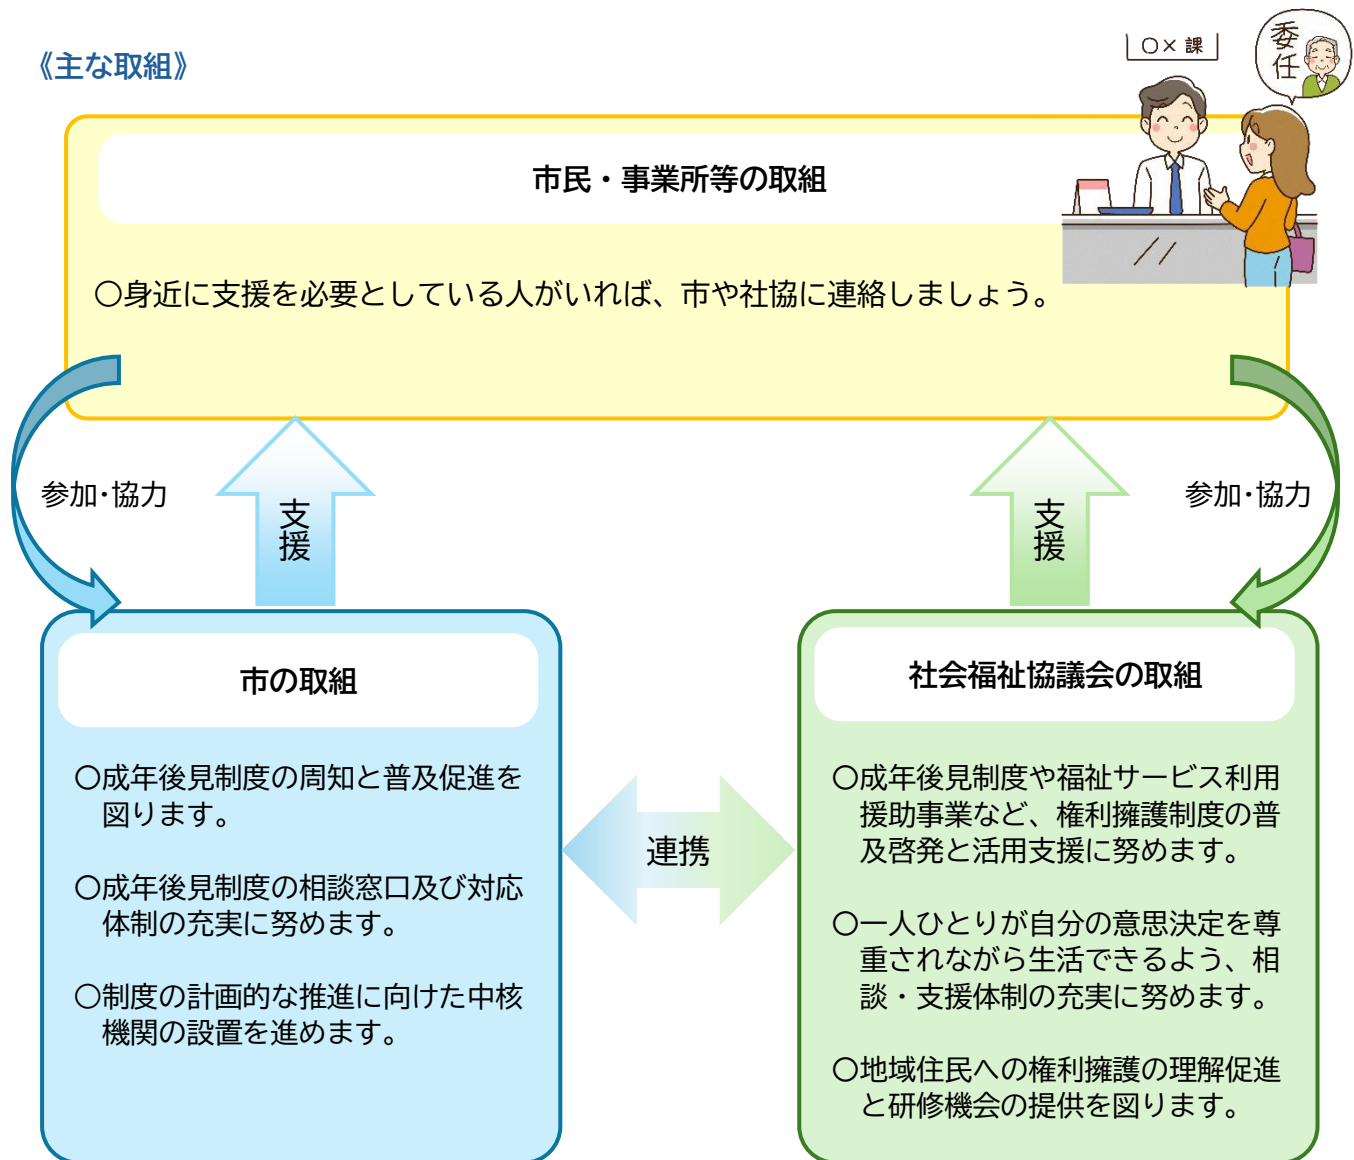 《主な取組》
○×課
委任
市民・事業所等の取組
○身近に支援を必要としている人がいれば、市や社協に連絡しましょう。
参加・協力
支援
支援
参加・協力
市の取組
○成年後見制度の周知と普及促進を
図ります。
○成年後見制度の相談窓口及び対応
体制の充実に努めます。
○制度の計画的な推進に向けた中核
機関の設置を進めます。
連携
社会福祉協議会の取組
○成年後見制度や福祉サービス利用
援助事業など、権利擁護制度の普
及啓発と活用支援に努めます。
○一人ひとりが自分の意思決定を尊
重されながら生活できるよう、相
談・支援体制の充実に努めます。
○地域住民への権利擁護の理解促進
と研修機会の提供を図ります。